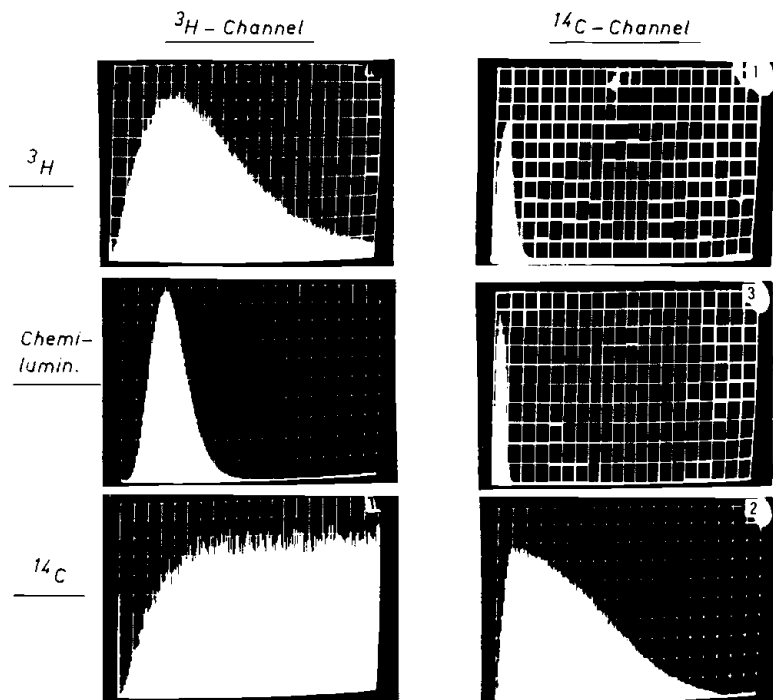 ³H – Channel
¹⁴C – Channel
³H
1
Chemi-
lumin.
3
¹⁴C
2